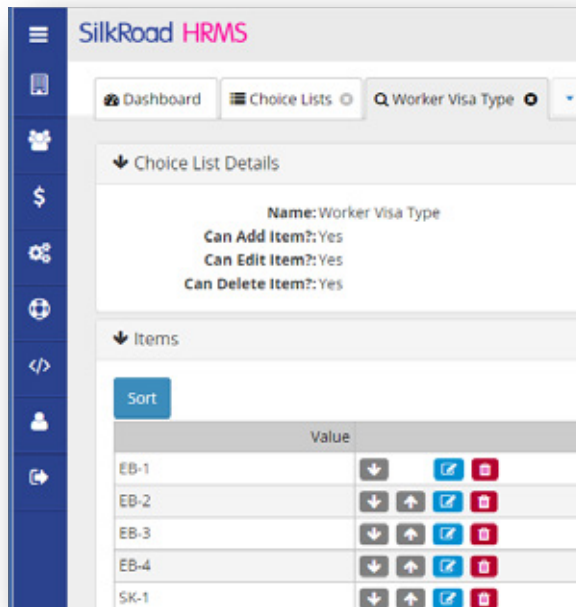 SilkRoad HRMS
Dashboard Choice Lists Worker Visa Type
Choice List Details
Name: Worker Visa Type
Can Add Item?: Yes
Can Edit Item?: Yes
Can Delete Item?: Yes
Items
Sort
Value
EB-1
EB-2
EB-3
EB-4
SK-1